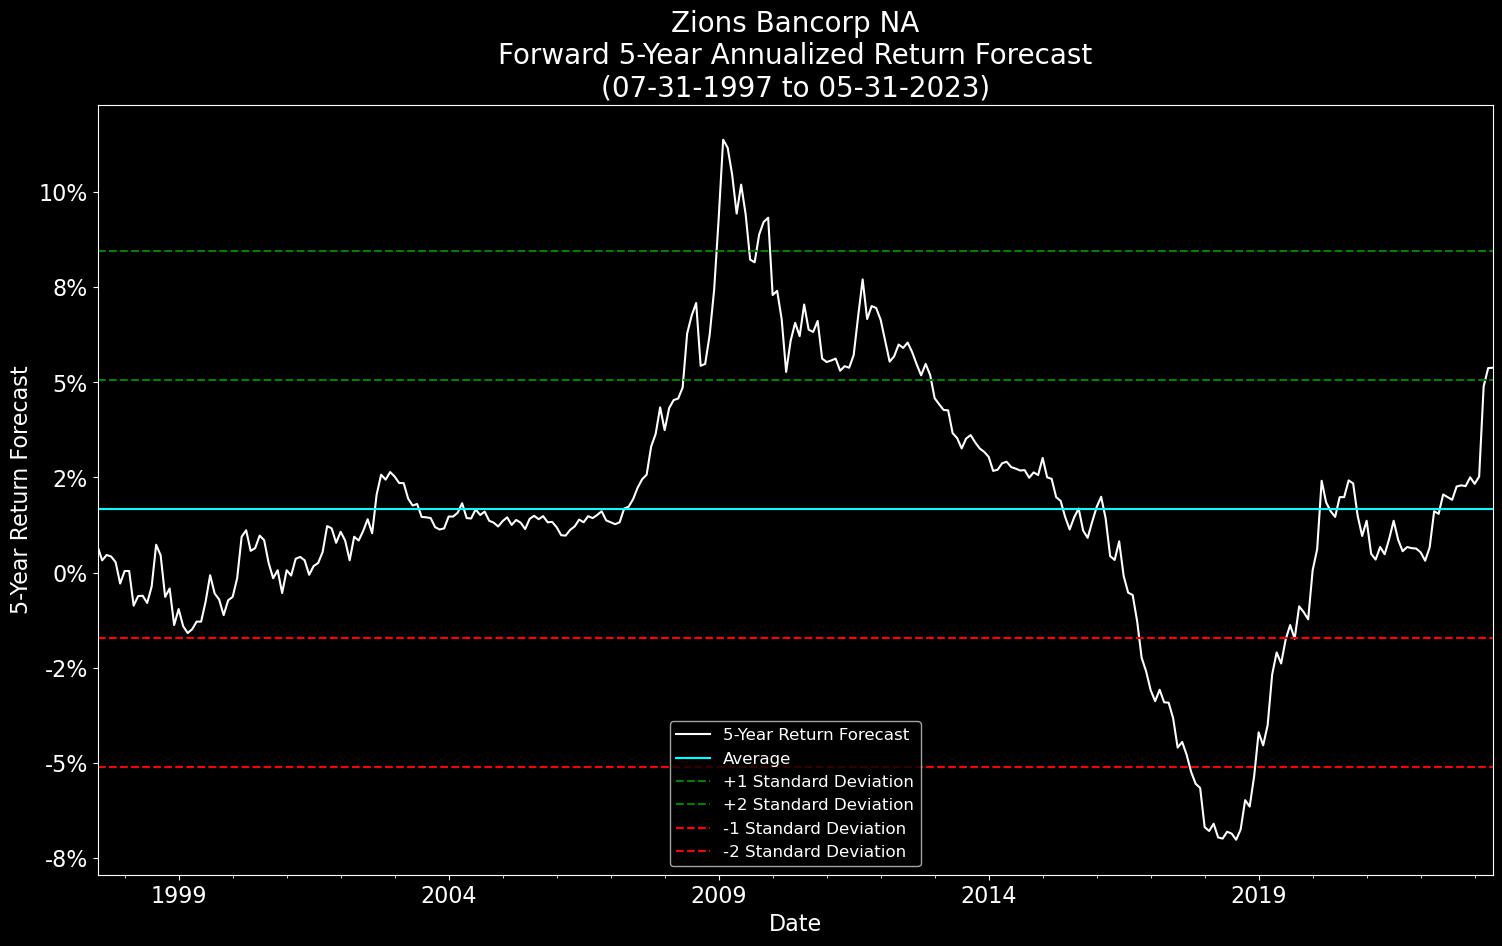 Zions Bancorp NA
Forward 5-Year Annualized Return Forecast
(07-31-1997 to 05-31-2023)
5-Year Return Forecast
10%
8%
5%
2%
0%
-2%
-5%
-8%
5-Year Return Forecast
Average
+1 Standard Deviation
+2 Standard Deviation
-1 Standard Deviation
-2 Standard Deviation
1999 2004 2009 2014 2019
Date